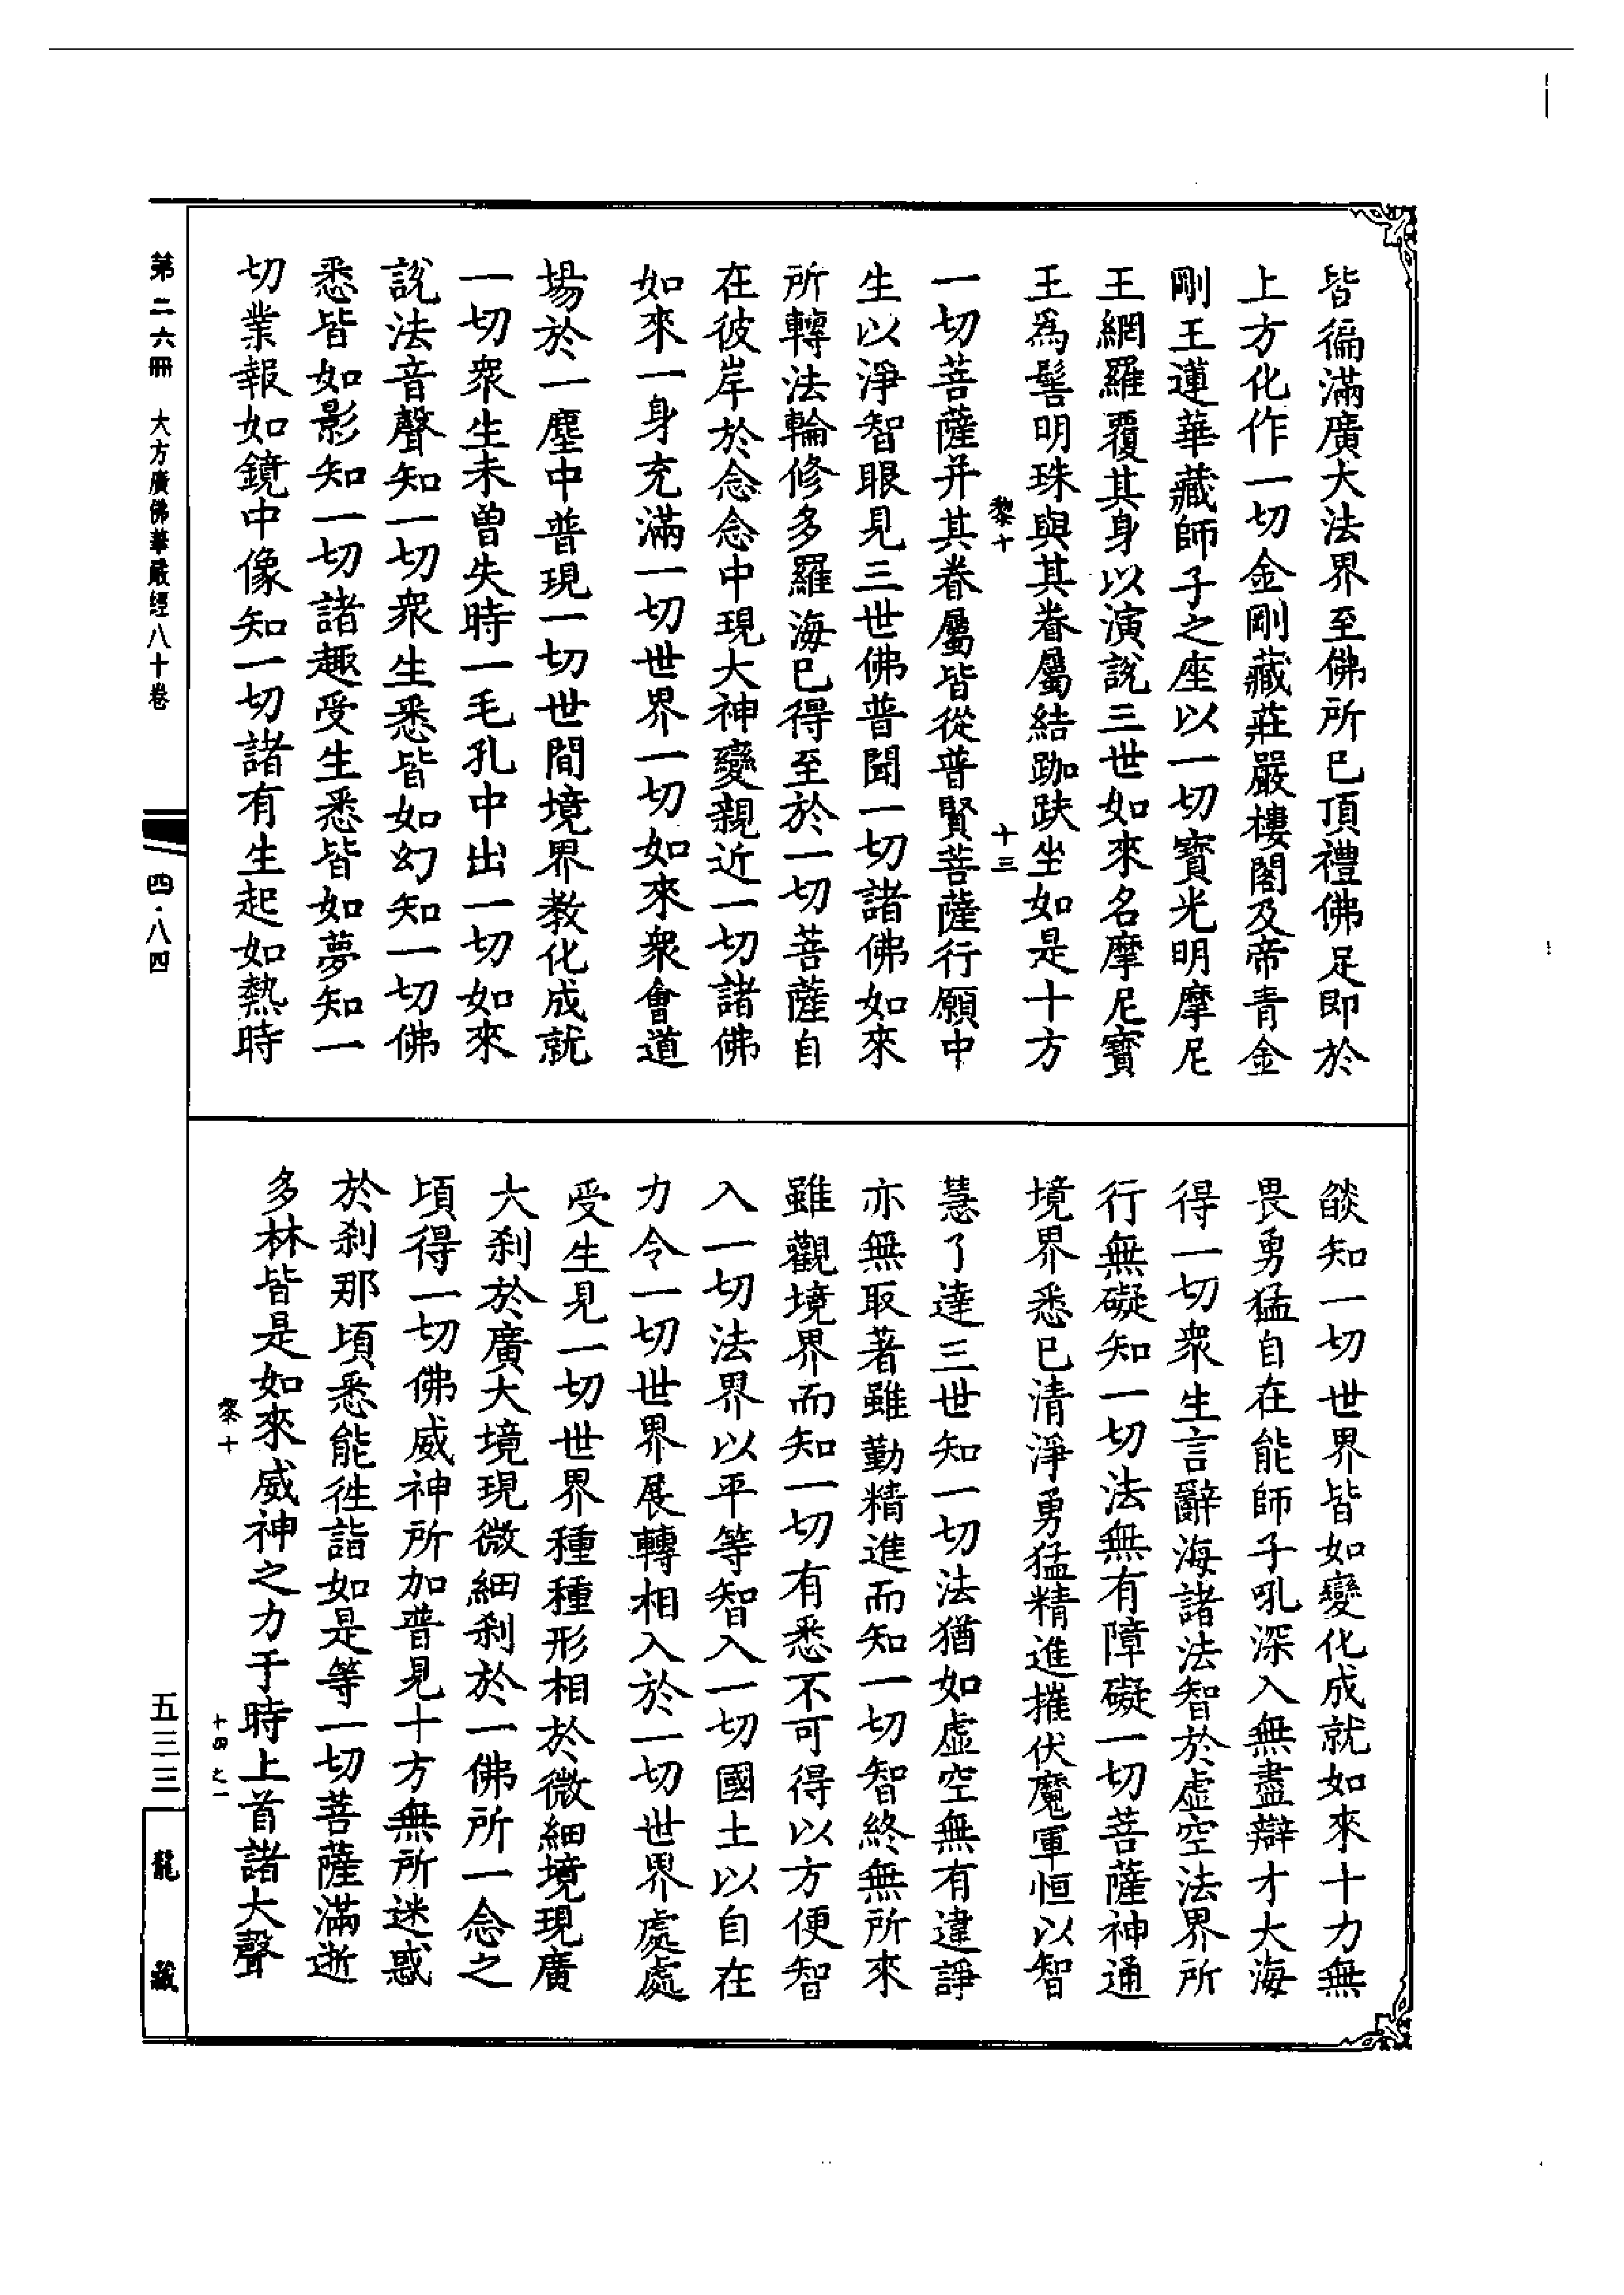 皆徧滿廣大法界至佛所已頂禮佛足即於
上方化作一切金剛藏莊嚴樓閣及帝青金
剛王蓮華藏師子之座以一切寶光明摩尼
王網羅覆其身以演說三世如來名摩尼寶
王爲髻明珠與其眷屬結跏趺坐如是十方
黎十 十三
一切菩薩并其眷屬皆從普賢菩薩行願中
生以淨智眼見三世佛普聞一切諸佛如來
所轉法輪修多羅海已得至於一切菩薩自
在彼岸於念念中現大神變親近一切諸佛
如來一身充滿一切世界一切如來衆會道
場於一塵中普現一切世間境界教化成就
一切衆生未曾失時一毛孔中出一切如來
說法音聲知一切衆生悉皆如幻知一切佛
悉皆如影知一切諸趣受生悉皆如夢知一
切業報如鏡中像知一切諸有生起如熱時
燄知一切世界皆如變化成就如來十力無
畏勇猛自在能師子吼深入無盡辯才大海
得一切衆生言辭海諸法智於虛空法界所
行無礙知一切法無有障礙一切菩薩神通
境界悉已清淨勇猛精進摧伏魔軍恒以智
慧了達三世知一切法猶如虛空無有違諍
亦無取著雖勤精進而知一切智終無所來
雖觀境界而知一切有悉不可得以方便智
入一切法界以平等智入一切國土以自在
力令一切世界展轉相入於一切世界處處
受生見一切世界種種形相於微細境現廣
大刹於廣大境現微細刹於一佛所一念之
頃得一切佛威神所加普見十方無所迷惑
於刹那頃悉能徃詣如是等一切菩薩滿逝
多林皆是如來威神之力于時上首諸大聲
黎十 十四之一
第二六冊 大方廣佛華嚴經八十卷
四·八四
五三三
龍藏